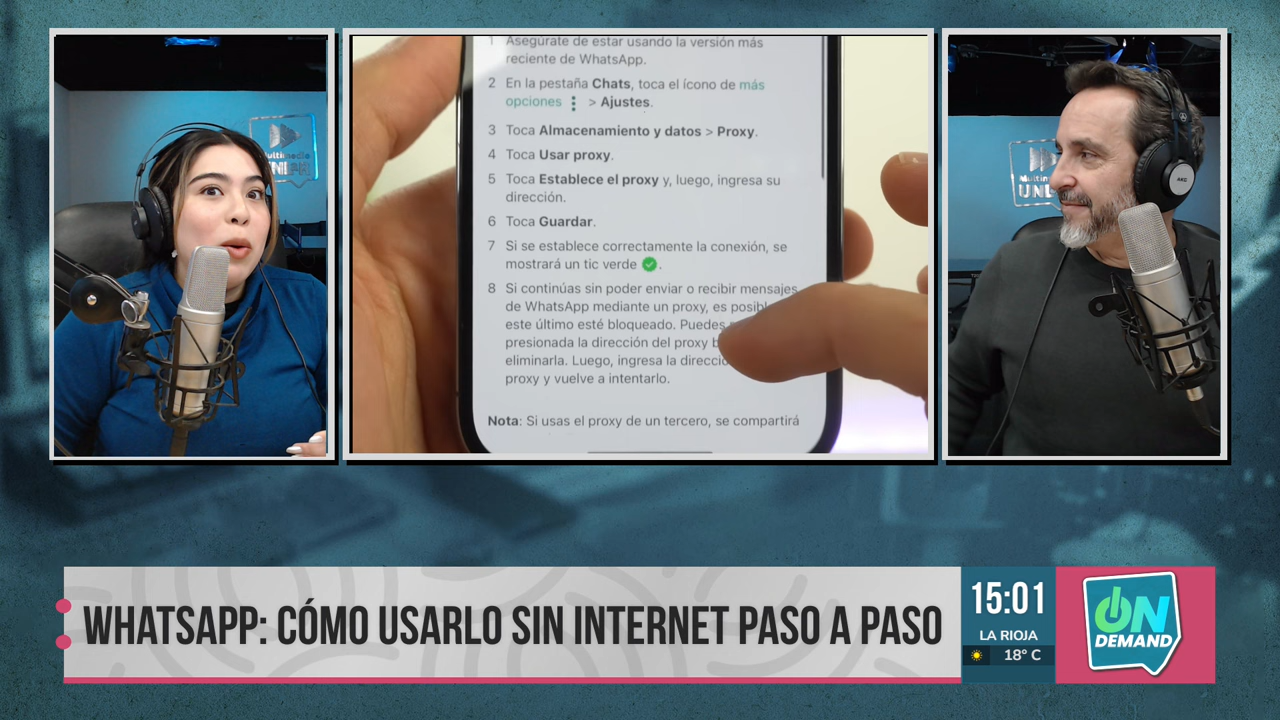 Multimedio
UNLaR
1 Asegúrate de estar usando la versión más
reciente de WhatsApp.
2 En la pestaña Chats, toca el ícono de más
opciones > Ajustes.
3 Toca Almacenamiento y datos > Proxy.
4 Toca Usar proxy.
5 Toca Establece el proxy y, luego, ingresa su
dirección.
6 Toca Guardar.
7 Si se establece correctamente la conexión, se
mostrará un tic verde .
8 Si continúas sin poder enviar o recibir mensajes
de WhatsApp mediante un proxy, es
este último esté bloqueado. Puedes
presionada la dirección del proxy
eliminarla. Luego, ingresa la
proxy y vuelve a intentarlo.
Nota: Si usas el proxy de un tercero, se compartirá
AKG
WHATSAPP: CÓMO USARLO SIN INTERNET PASO A PASO
15:01
LA RIOJA
18° C
ON
DEMAND